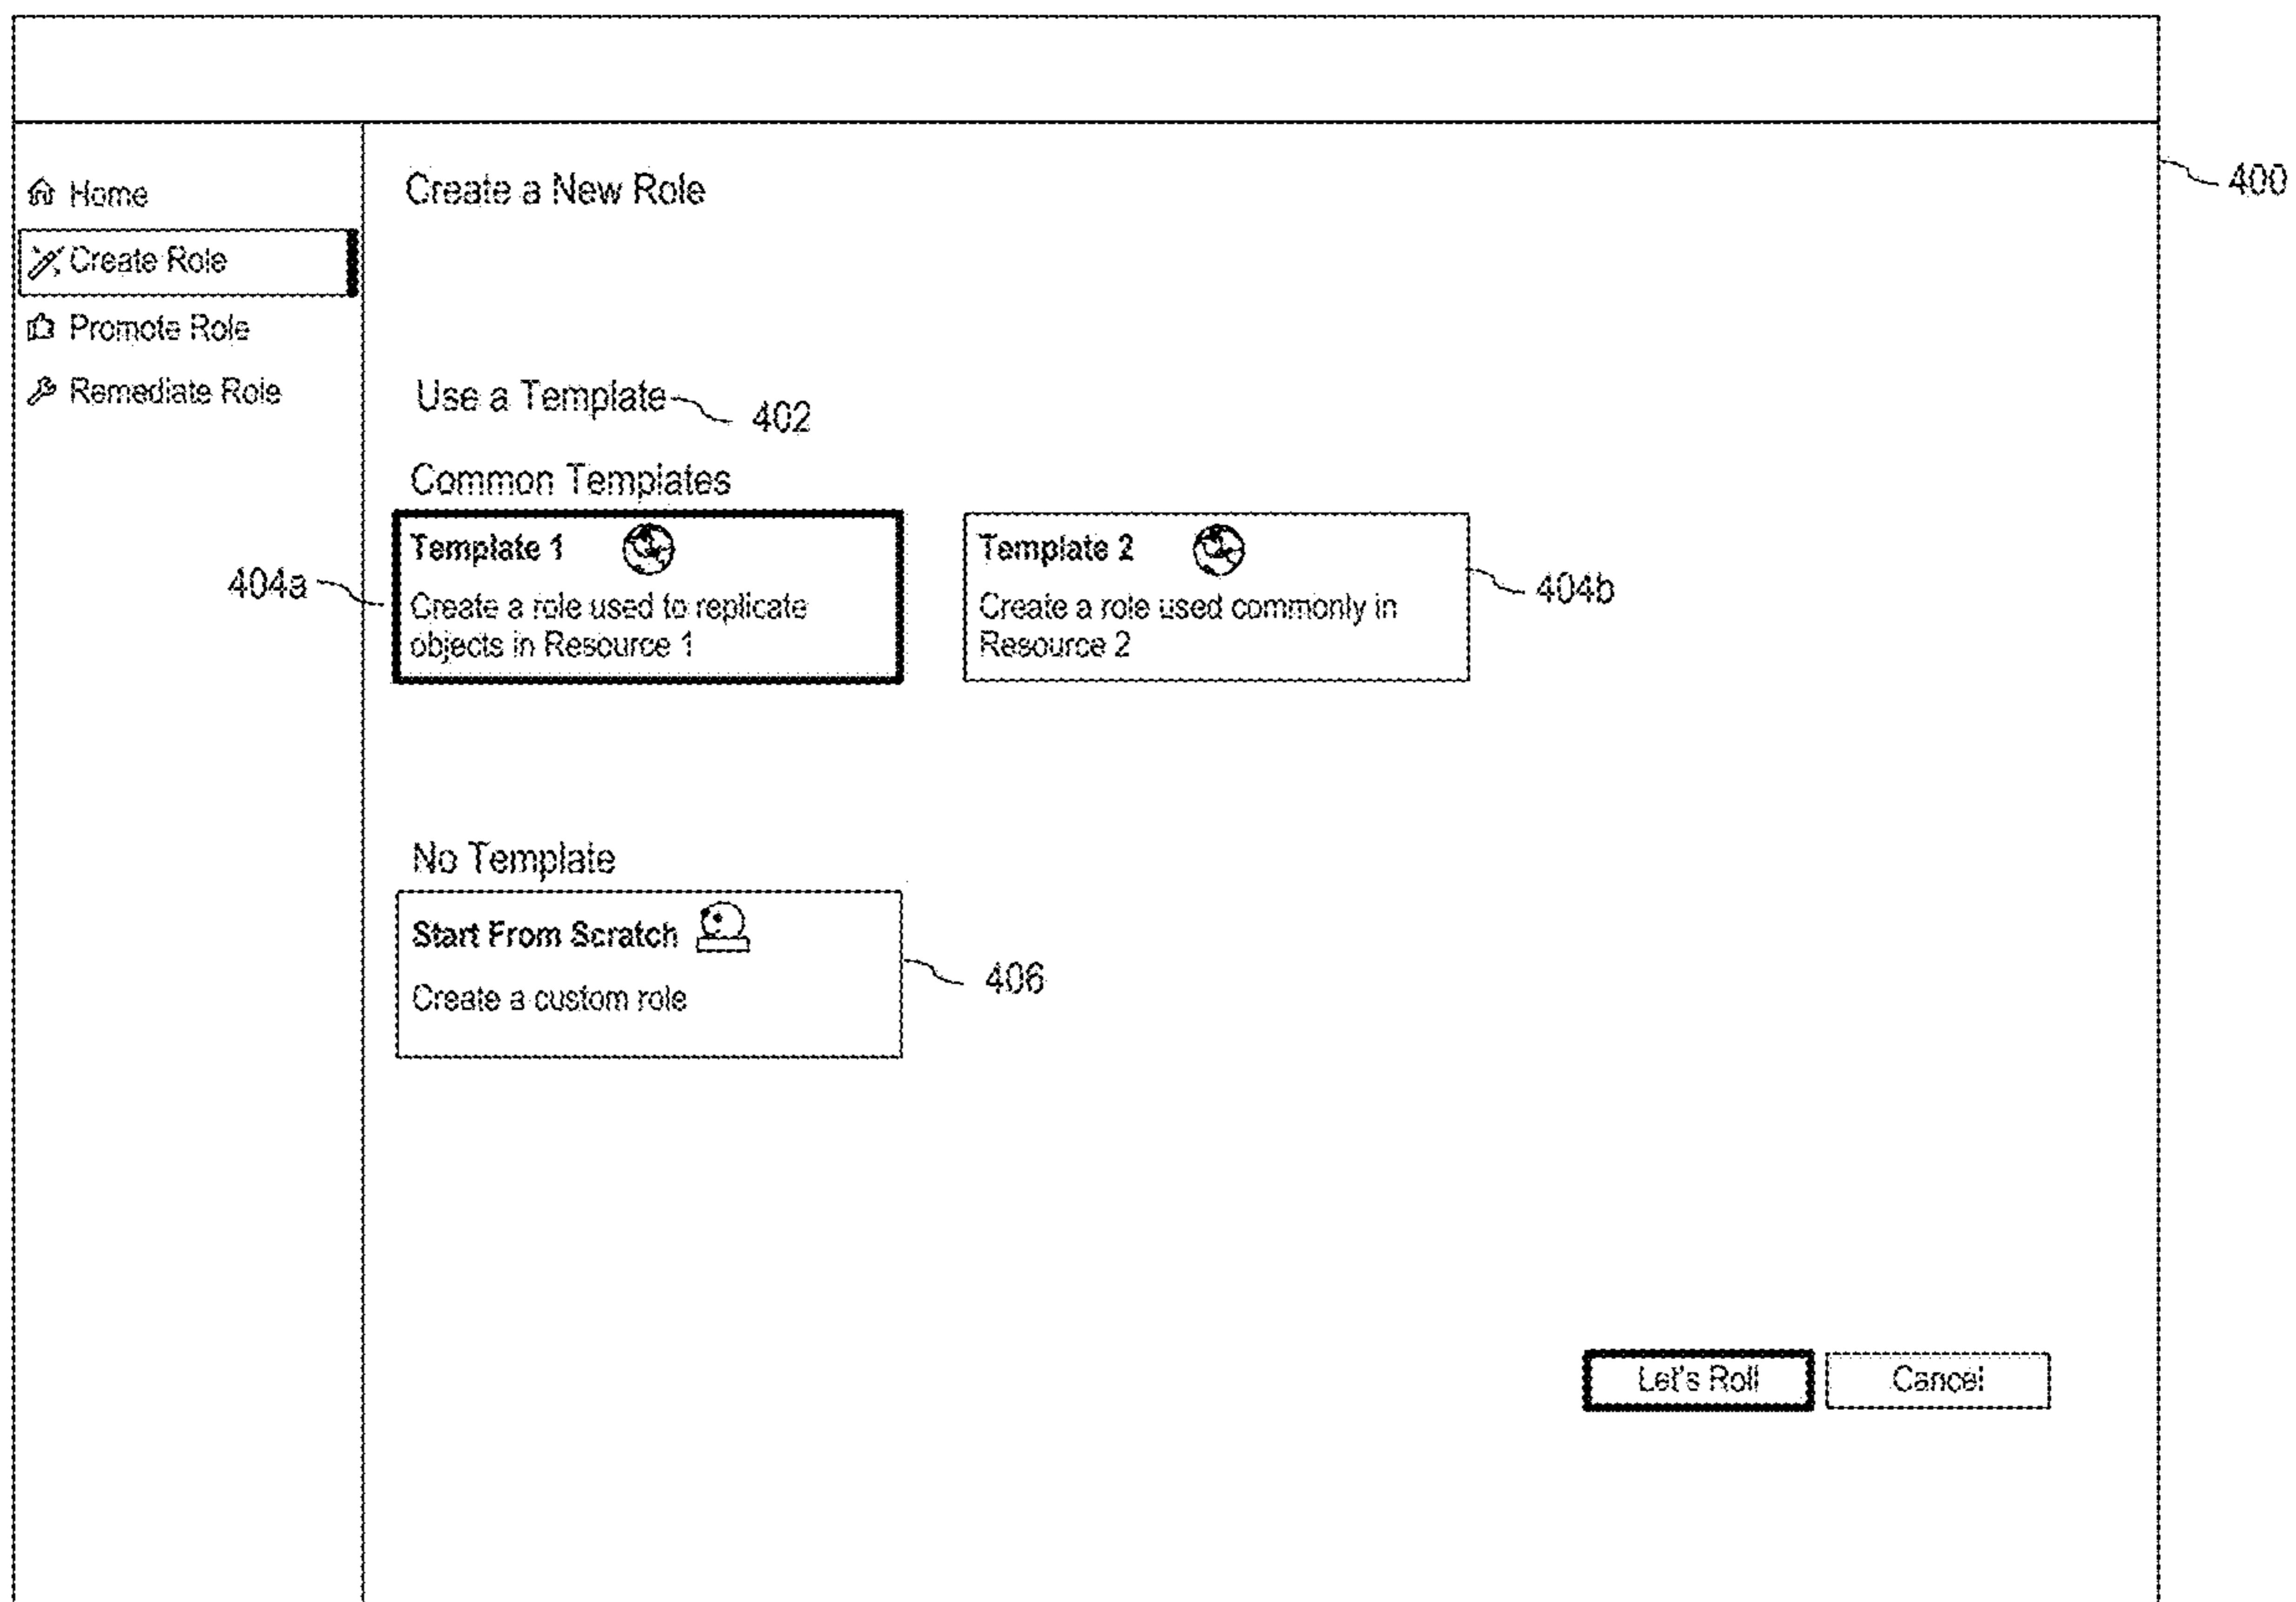 400
Home
Create Role
Promote Role
Remediate Role
Create a New Role
Use a Template
402
Common Templates
404a
Template 1
Create a role used to replicate
objects in Resource 1
Template 2
Create a role used commonly in
Resource 2
404b
No Template
Start From Scratch
Create a custom role
406
Let's Roll
Cancel